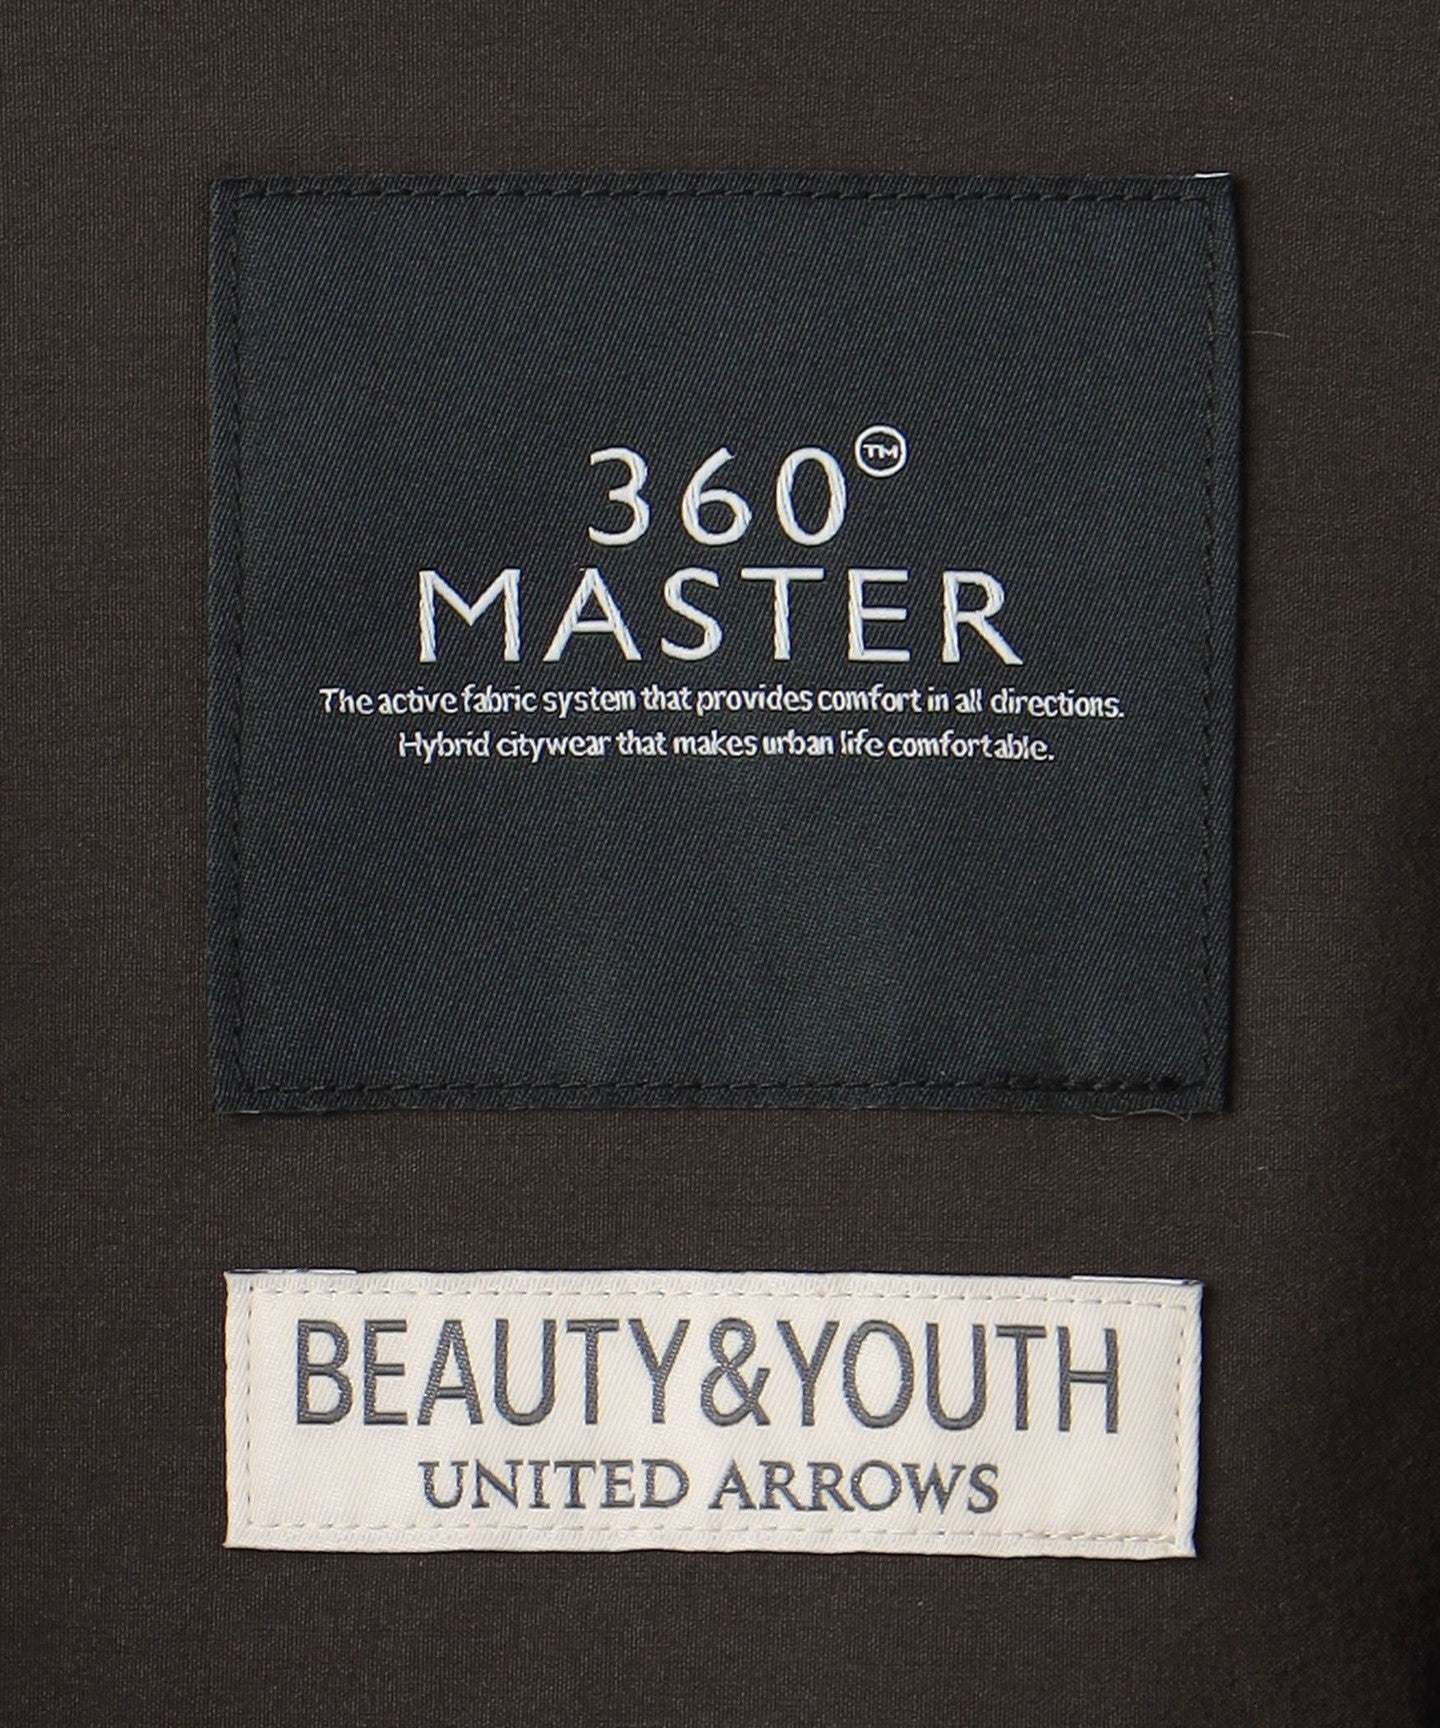 360™
MASTER
The active fabric system that provides comfort in all directions.
Hybrid citywear that makes urban life comfortable.
BEAUTY&YOUTH
UNITED ARROWS